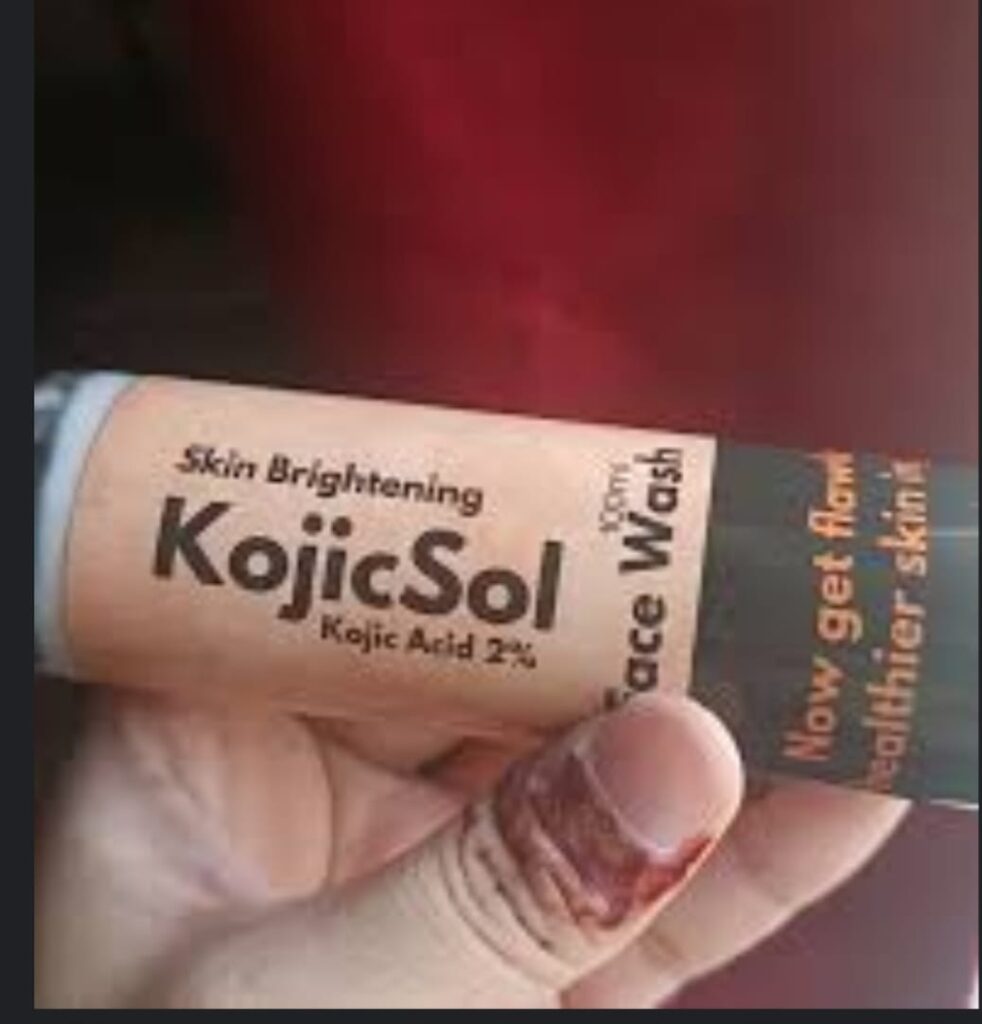 Skin Brightening
KojicSol
Kojic Acid 2%
100ml
Face Wash
Now get
healthier skin